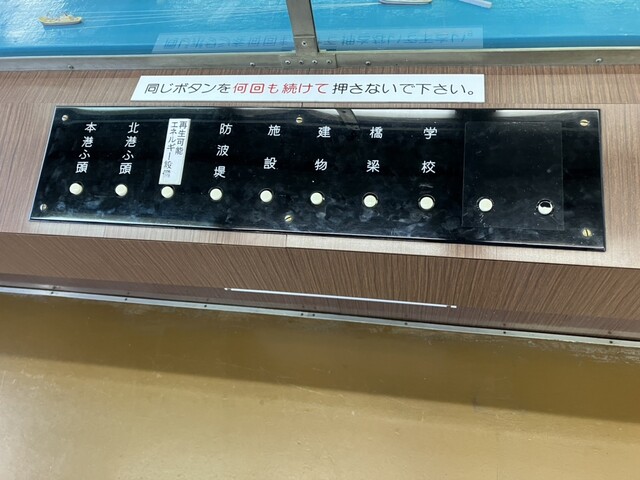 同じボタンを何回も続けて押さないで下さい。
本港ふ頭
北港ふ頭
再生可能
エネルギー設備
防波堤
施設
建物
橋梁
学校